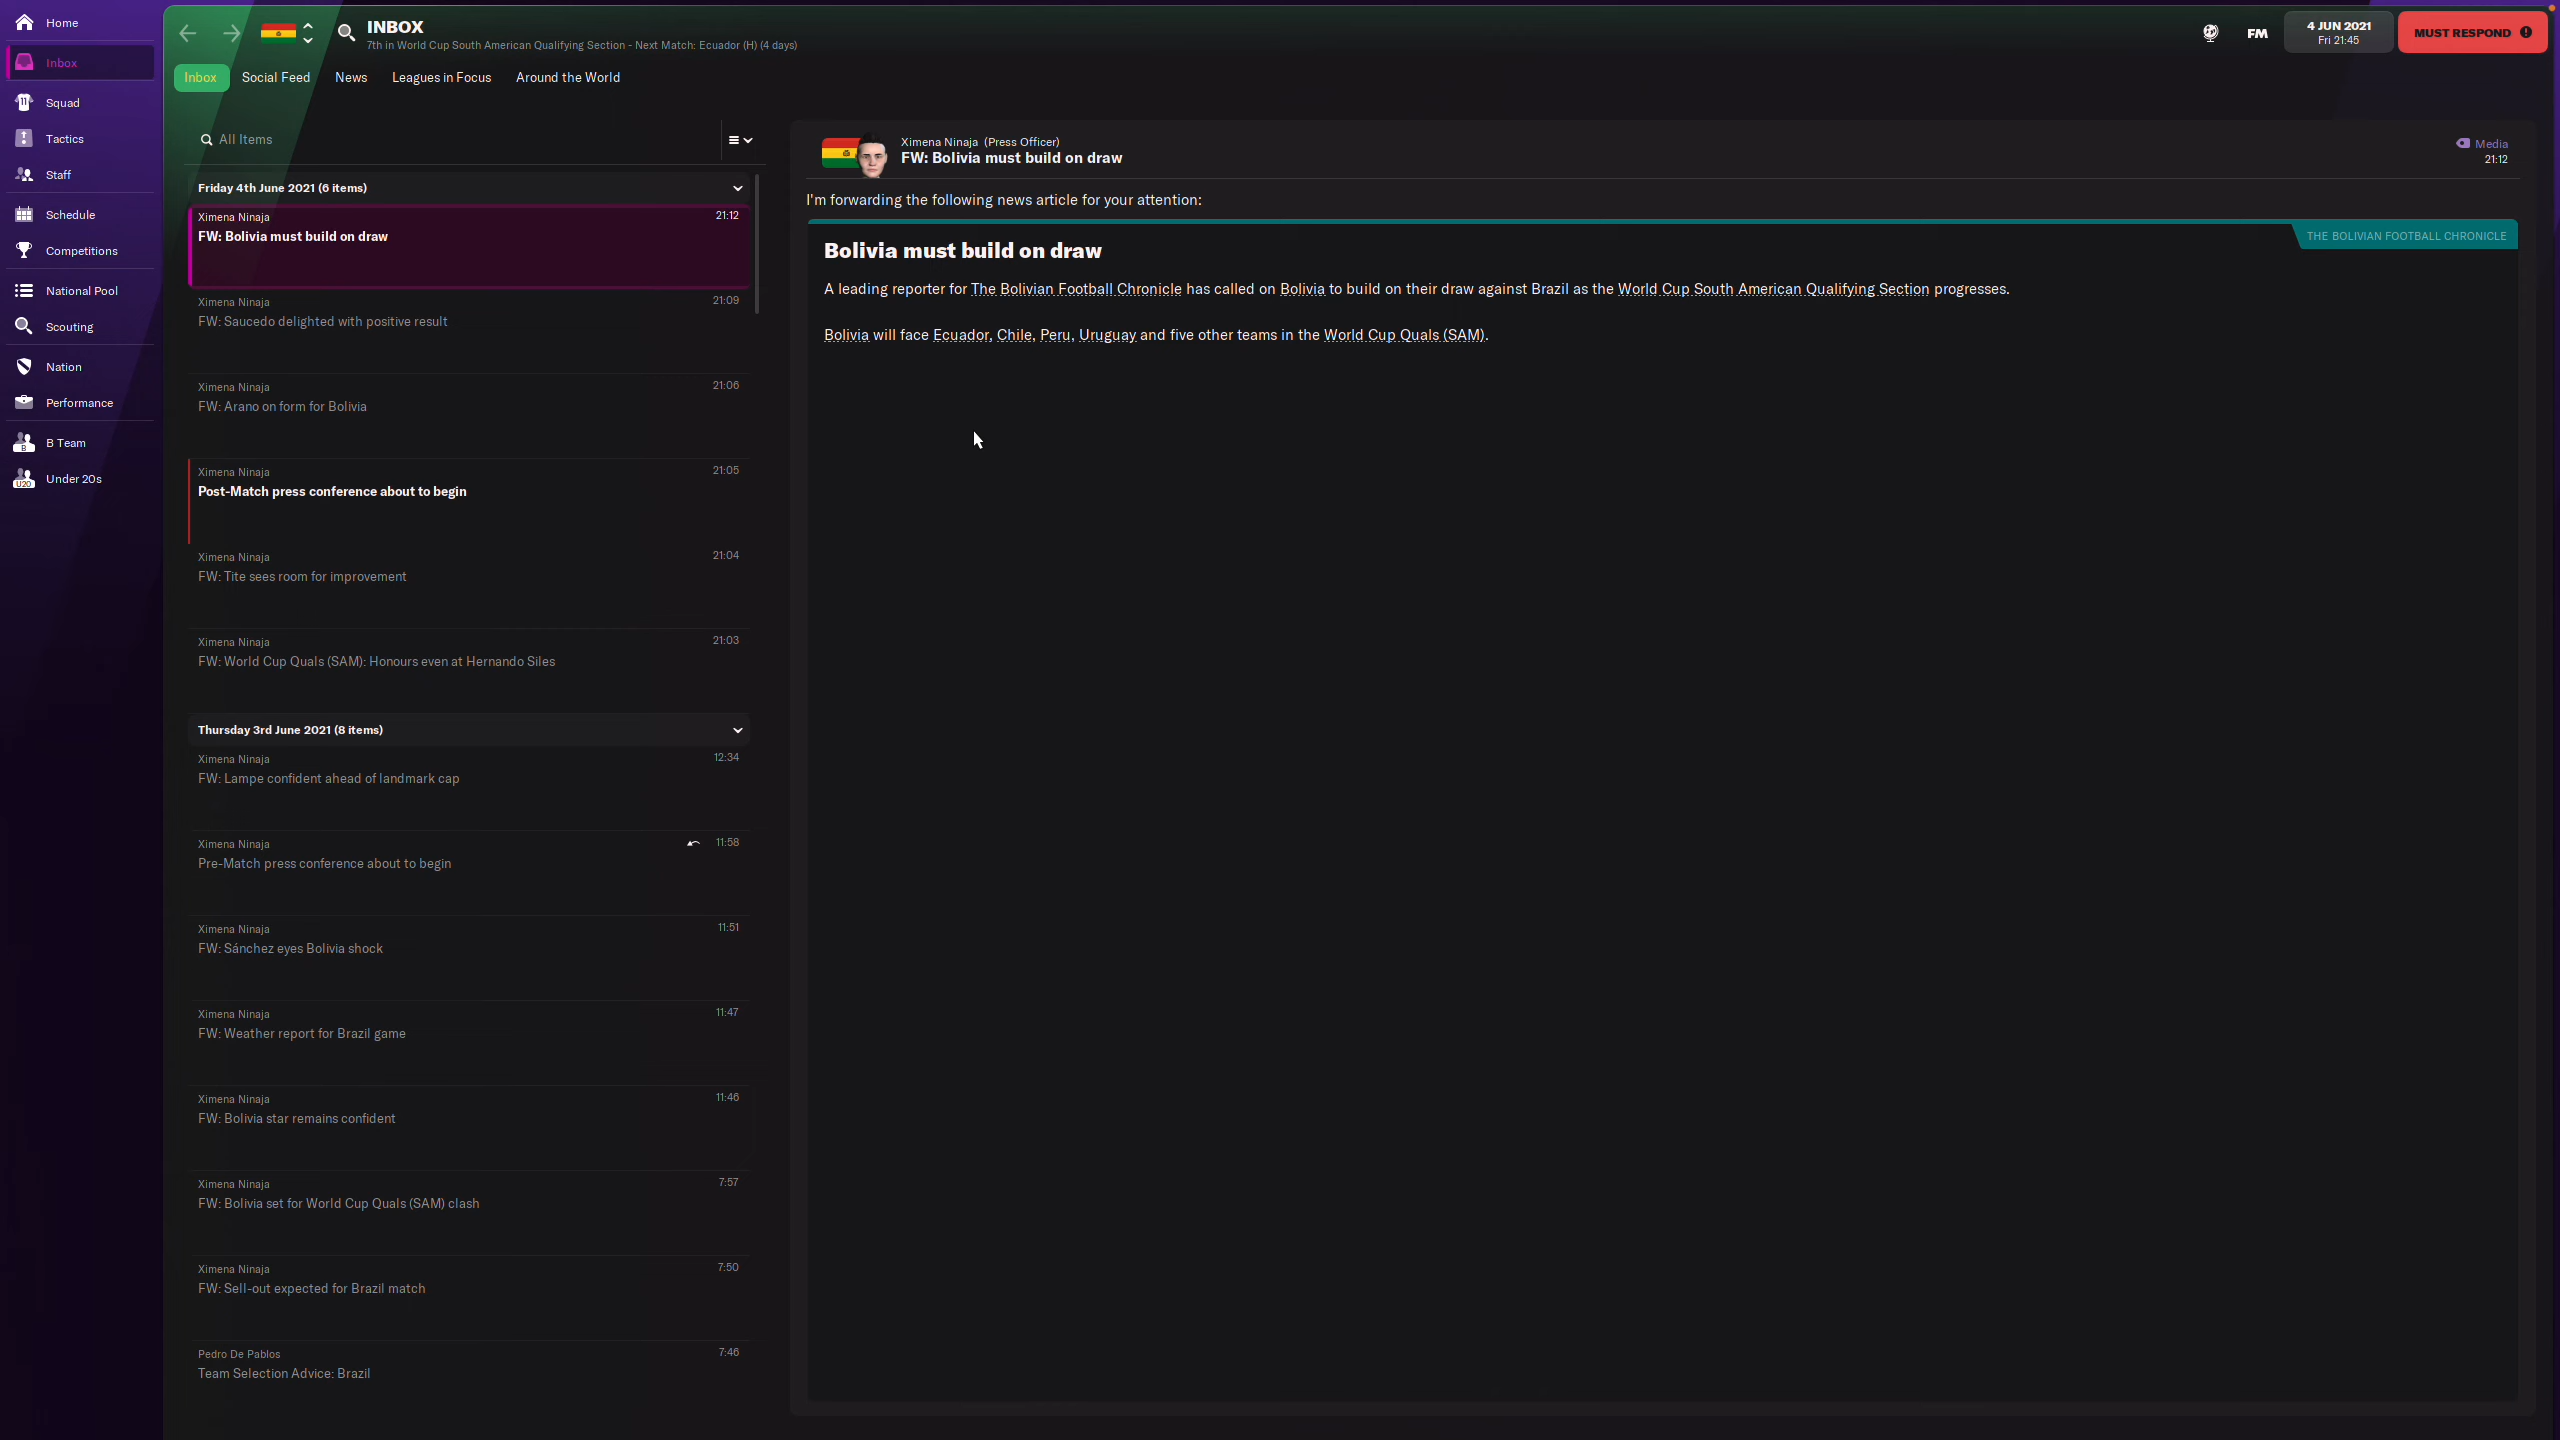 Home
Inbox
Squad
Tactics
Staff
Schedule
Competitions
National Pool
Scouting
Nation
Performance
B Team
Under 20s
INBOX
7th in World Cup South American Qualifying Section - Next Match: Ecuador (H) (4 days)
FM
4 JUN 2021
Fri 21:45
MUST RESPOND
Inbox Social Feed News Leagues in Focus Around the World
All Items
Friday 4th June 2021 (6 items)
Ximena Ninaja 21:12
FW: Bolivia must build on draw
Ximena Ninaja 21:09
FW: Saucedo delighted with positive result
Ximena Ninaja 21:06
FW: Arano on form for Bolivia
Ximena Ninaja 21:05
Post-Match press conference about to begin
Ximena Ninaja 21:04
FW: Tite sees room for improvement
Ximena Ninaja 21:03
FW: World Cup Quals (SAM): Honours even at Hernando Siles
Thursday 3rd June 2021 (8 items)
Ximena Ninaja 12:34
FW: Lampe confident ahead of landmark cap
Ximena Ninaja 11:58
Pre-Match press conference about to begin
Ximena Ninaja 11:51
FW: Sánchez eyes Bolivia shock
Ximena Ninaja 11:47
FW: Weather report for Brazil game
Ximena Ninaja 11:46
FW: Bolivia star remains confident
Ximena Ninaja 7:57
FW: Bolivia set for World Cup Quals (SAM) clash
Ximena Ninaja 7:50
FW: Sell-out expected for Brazil match
Pedro De Pablos 7:46
Team Selection Advice: Brazil
Ximena Ninaja (Press Officer)
FW: Bolivia must build on draw
Media
21:12
I'm forwarding the following news article for your attention:
THE BOLIVIAN FOOTBALL CHRONICLE
Bolivia must build on draw
A leading reporter for The Bolivian Football Chronicle has called on Bolivia to build on their draw against Brazil as the World Cup South American Qualifying Section progresses.
Bolivia will face Ecuador, Chile, Peru, Uruguay and five other teams in the World Cup Quals (SAM).